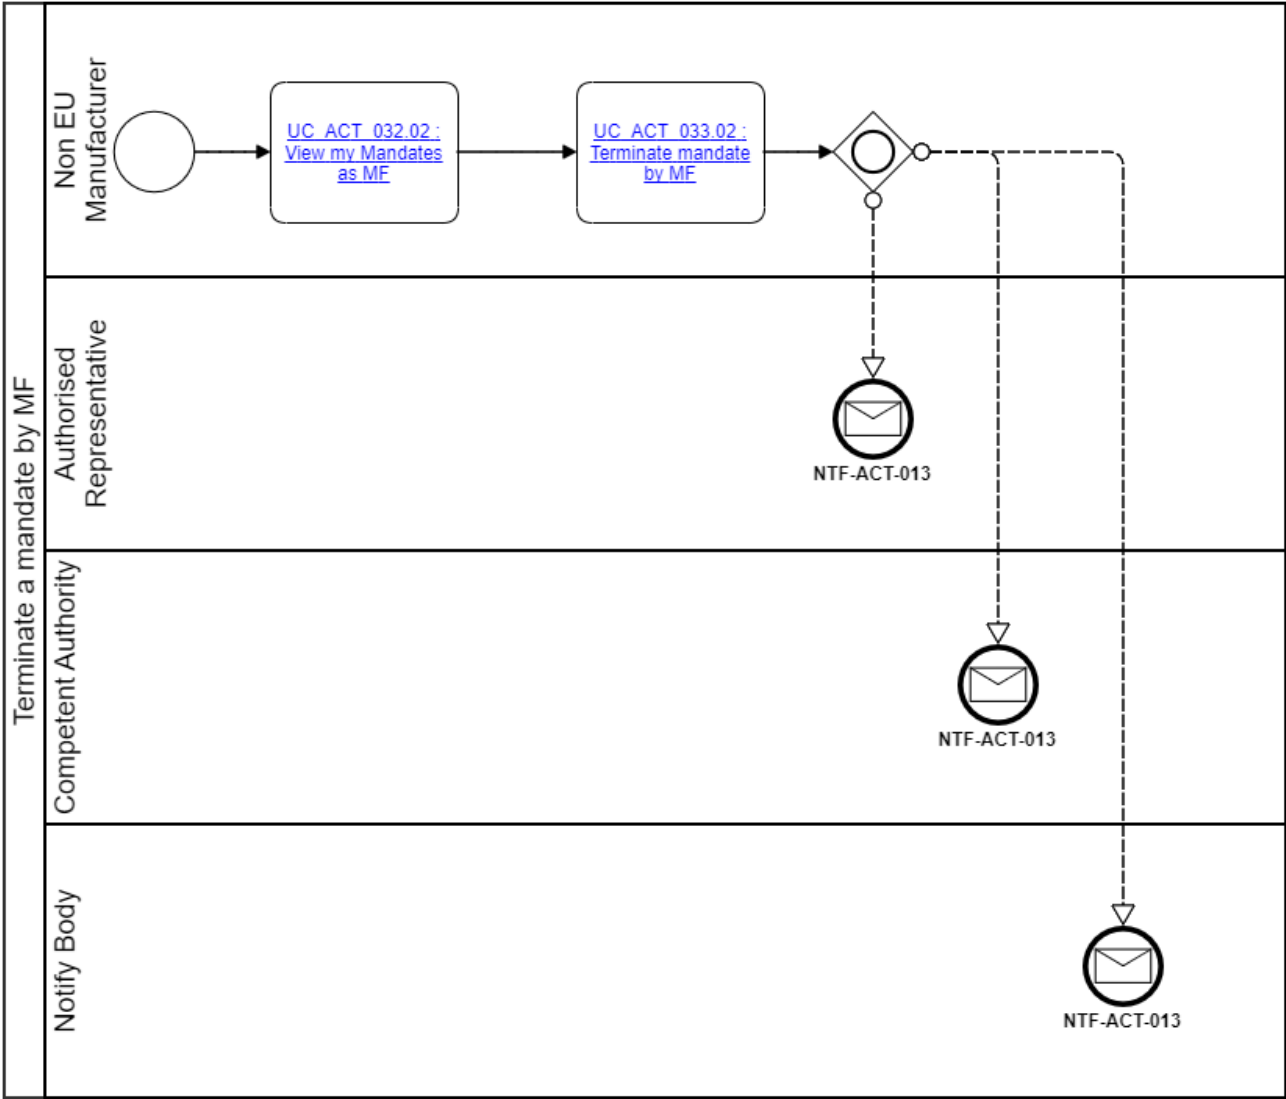 Terminate a mandate by MF
Non EU
Manufacturer
UC_ACT_032.02 :
View my Mandates
as MF
UC_ACT_033.02 :
Terminate mandate
by MF
Authorised
Representative
NTF-ACT-013
Competent Authority
NTF-ACT-013
Notify Body
NTF-ACT-013